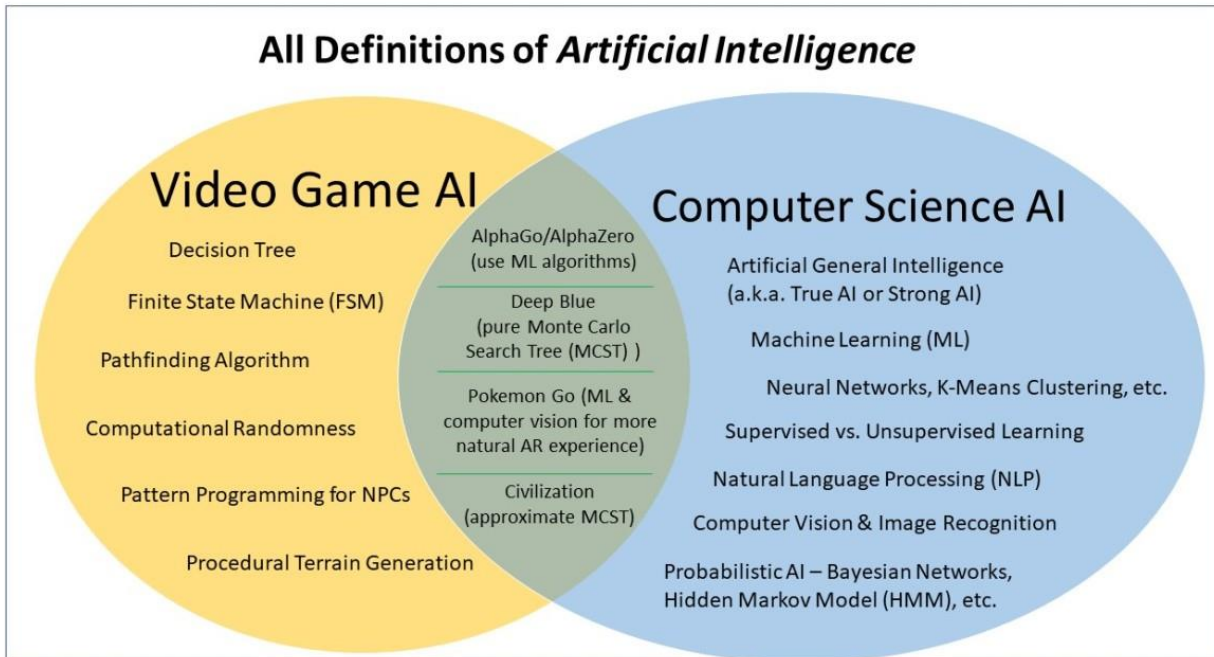 All Definitions of Artificial Intelligence
Video Game AI
Decision Tree
Finite State Machine (FSM)
Pathfinding Algorithm
Computational Randomness
Pattern Programming for NPCs
Procedural Terrain Generation
AlphaGo/AlphaZero
(use ML algorithms)
Deep Blue
(pure Monte Carlo
Search Tree (MCST) )
Pokemon Go (ML &
computer vision for more
natural AR experience)
Civilization
(approximate MCST)
Computer Science AI
Artificial General Intelligence
(a.k.a. True AI or Strong AI)
Machine Learning (ML)
Neural Networks, K-Means Clustering, etc.
Supervised vs. Unsupervised Learning
Natural Language Processing (NLP)
Computer Vision & Image Recognition
Probabilistic AI – Bayesian Networks,
Hidden Markov Model (HMM), etc.